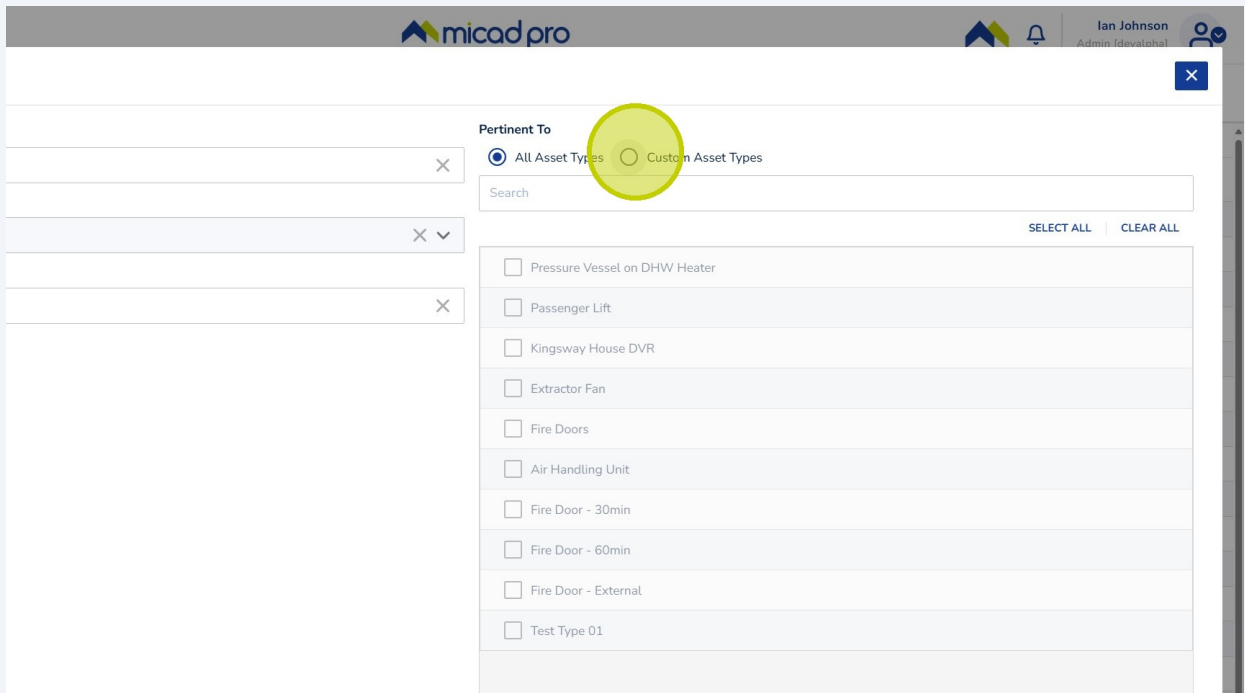 micad pro
Ian Johnson
Admin [devalpha]
Pertinent To
All Asset Types
Custom Asset Types
Search
SELECT ALL
CLEAR ALL
Pressure Vessel on DHW Heater
Passenger Lift
Kingsway House DVR
Extractor Fan
Fire Doors
Air Handling Unit
Fire Door - 30min
Fire Door - 60min
Fire Door - External
Test Type 01